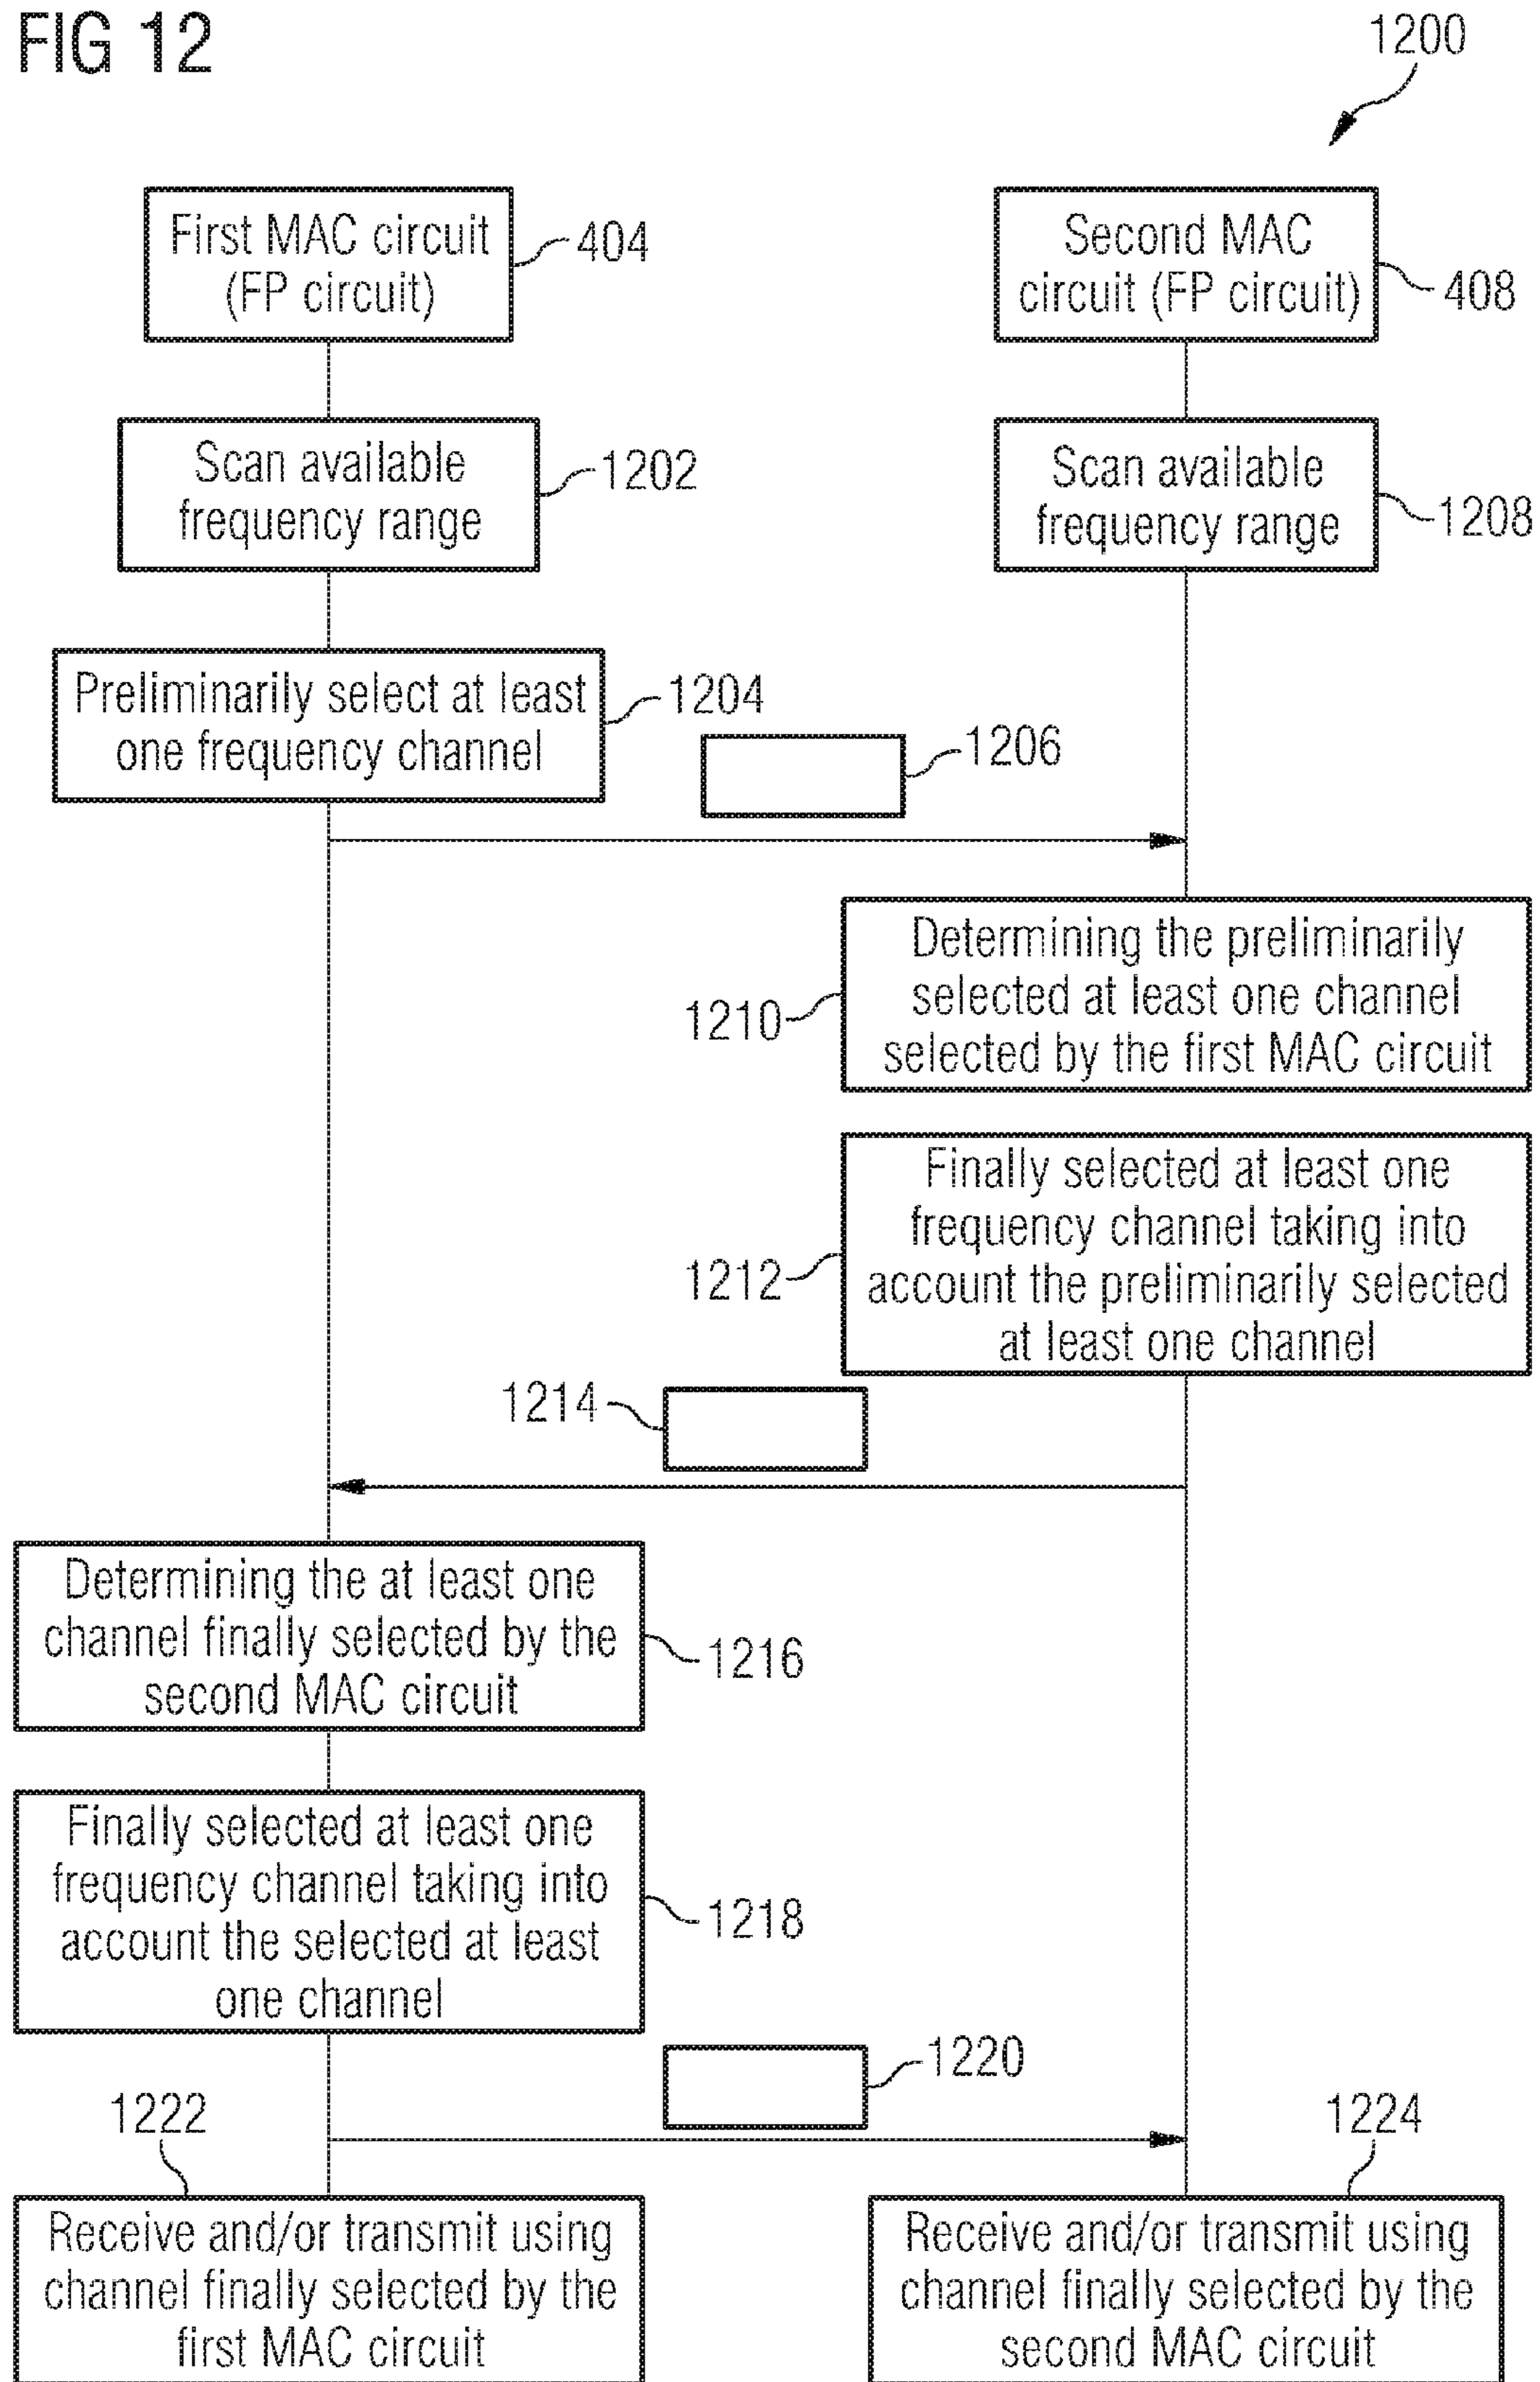 FIG 12
1200
First MAC circuit
(FP circuit)
404
Second MAC
circuit (FP circuit)
408
Scan available
frequency range
1202
Scan available
frequency range
1208
Preliminarily select at least
one frequency channel
1204
1206
Determining the preliminarily
selected at least one channel
selected by the first MAC circuit
1210
Finally selected at least one
frequency channel taking into
account the preliminarily selected
at least one channel
1212
1214
Determining the at least one
channel finally selected by the
second MAC circuit
1216
Finally selected at least one
frequency channel taking into
account the selected at least
one channel
1218
1220
1222
1224
Receive and/or transmit using
channel finally selected by the
first MAC circuit
Receive and/or transmit using
channel finally selected by the
second MAC circuit